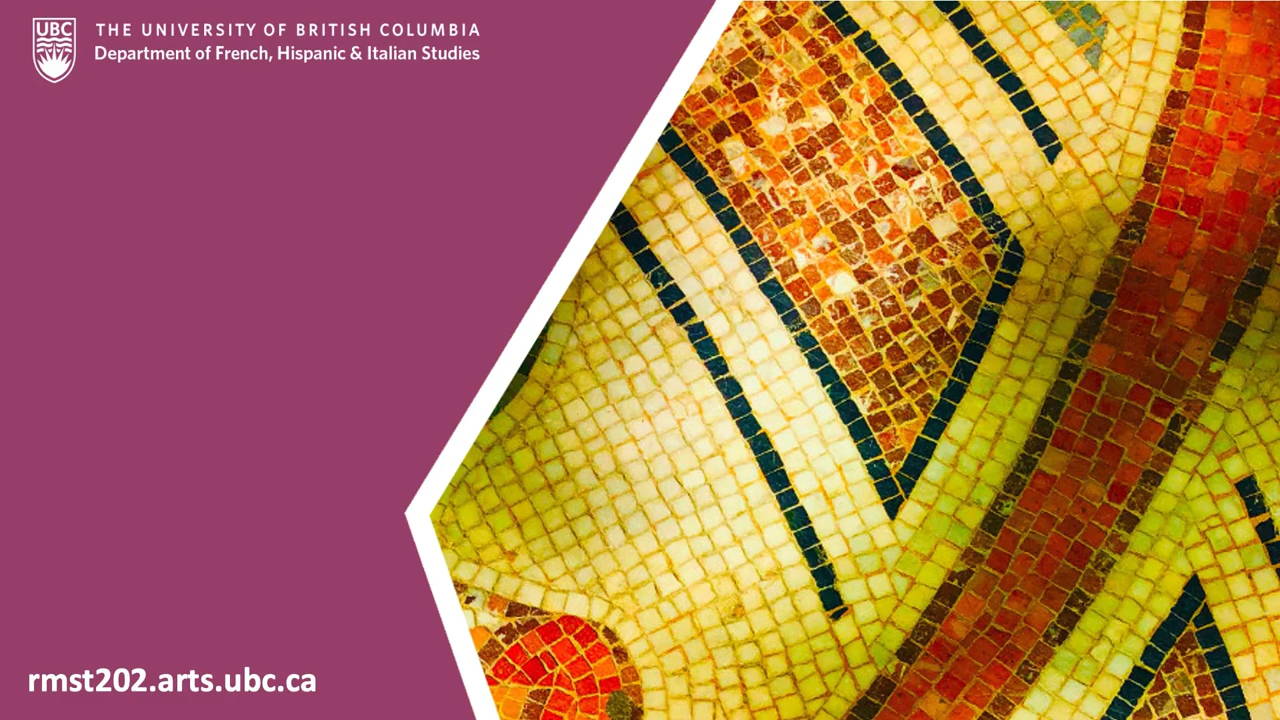 UBC
THE UNIVERSITY OF BRITISH COLUMBIA
Department of French, Hispanic & Italian Studies
rmst202.arts.ubc.ca